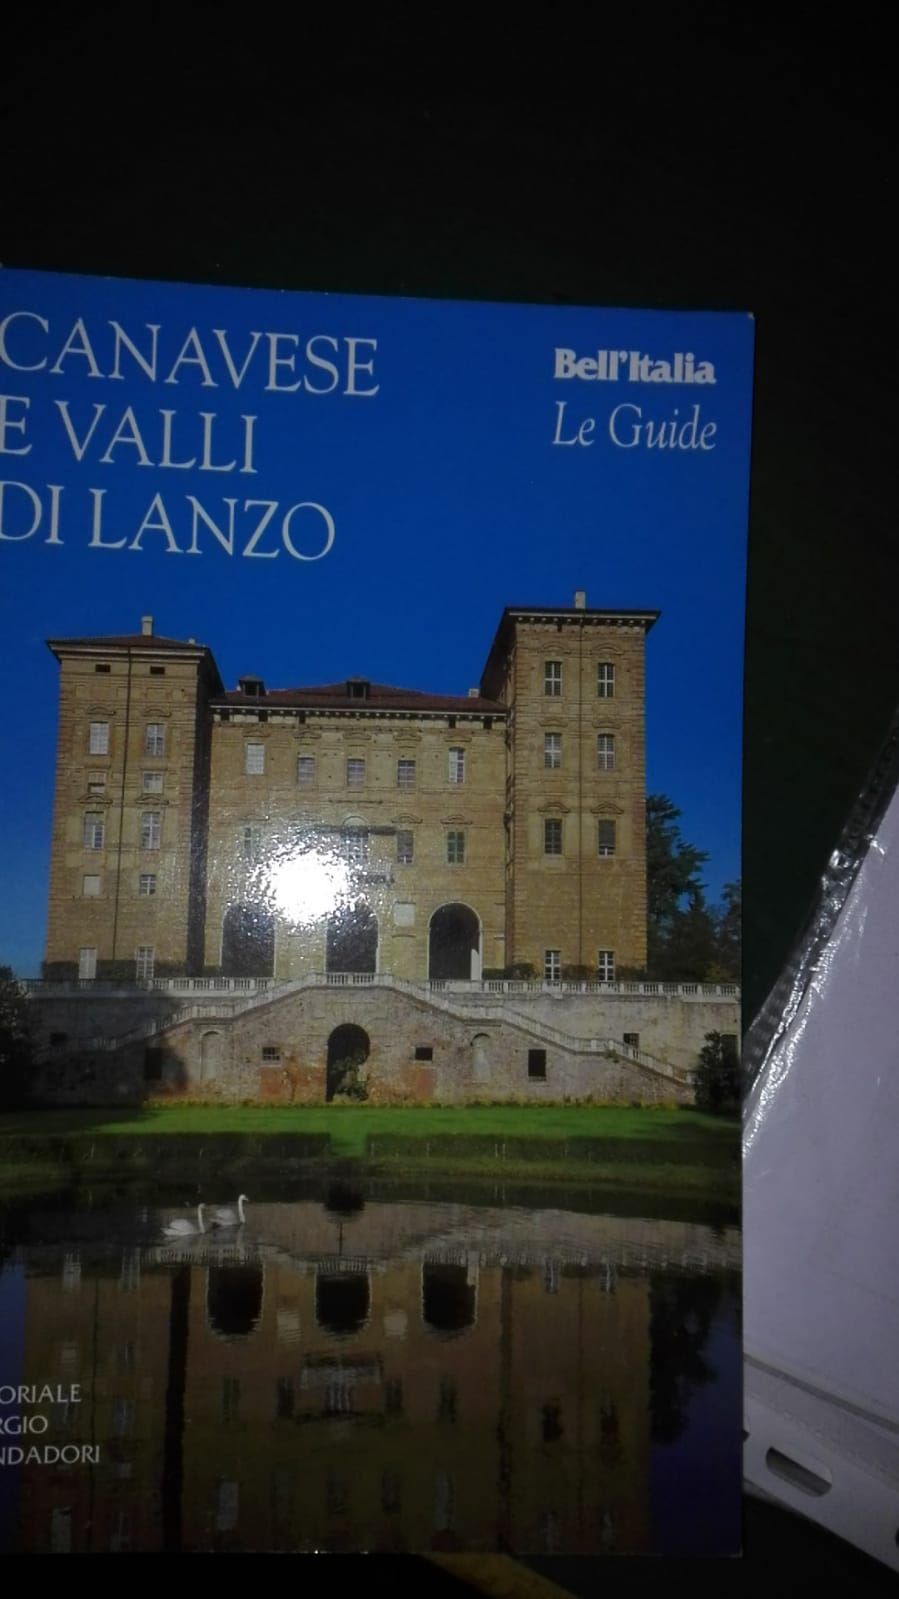 CANAVESE
E VALLI
DI LANZO
Bell'Italia
Le Guide
ORIALE
RGIO
NDADORI